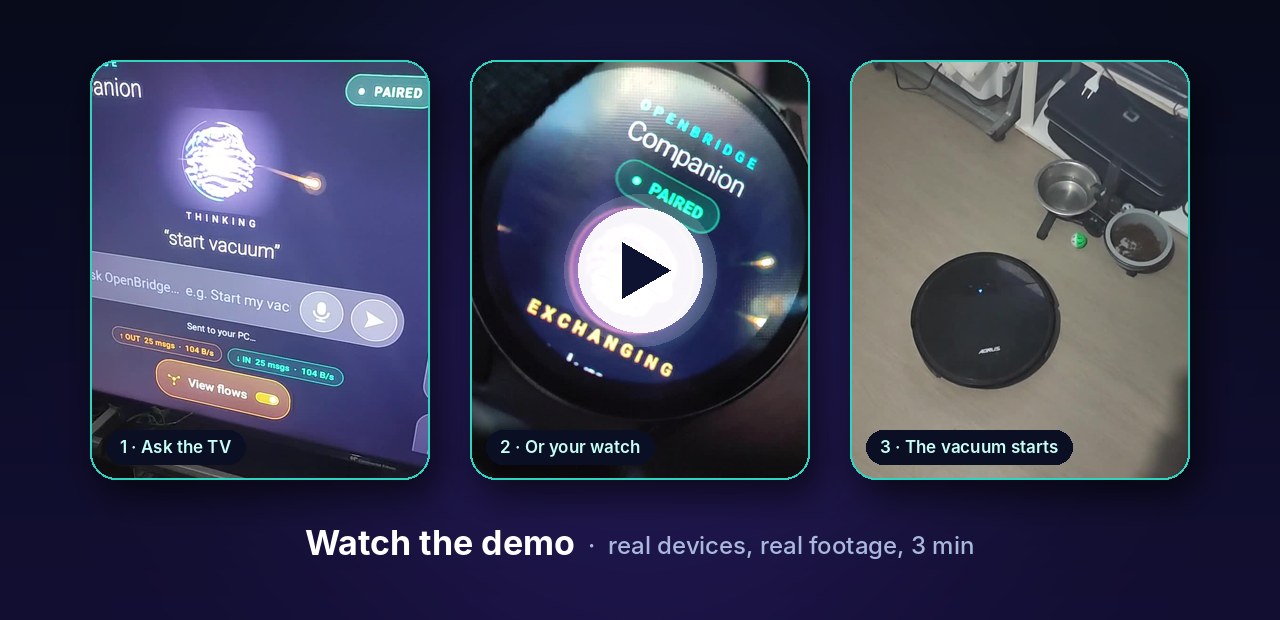 anion
PAIRED
THINKING
“start vacuum”
sk OpenBridge... e.g. Start my vac
Sent to your PC...
↑ OUT 25 msgs · 104 B/s
↓ IN 25 msgs · 104 B/s
View flows
1 · Ask the TV
OPENBRIDGE
Companion
PAIRED
EXCHANGING
2 · Or your watch
3 · The vacuum starts
Watch the demo · real devices, real footage, 3 min